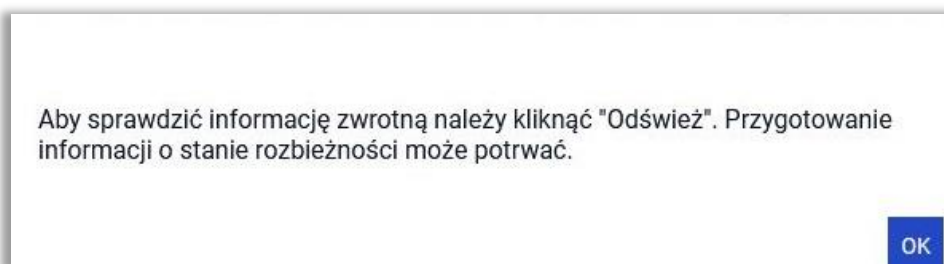 Aby sprawdzić informację zwrotną należy kliknąć "Odśwież". Przygotowanie
informacji o stanie rozbieżności może potrwać.
OK